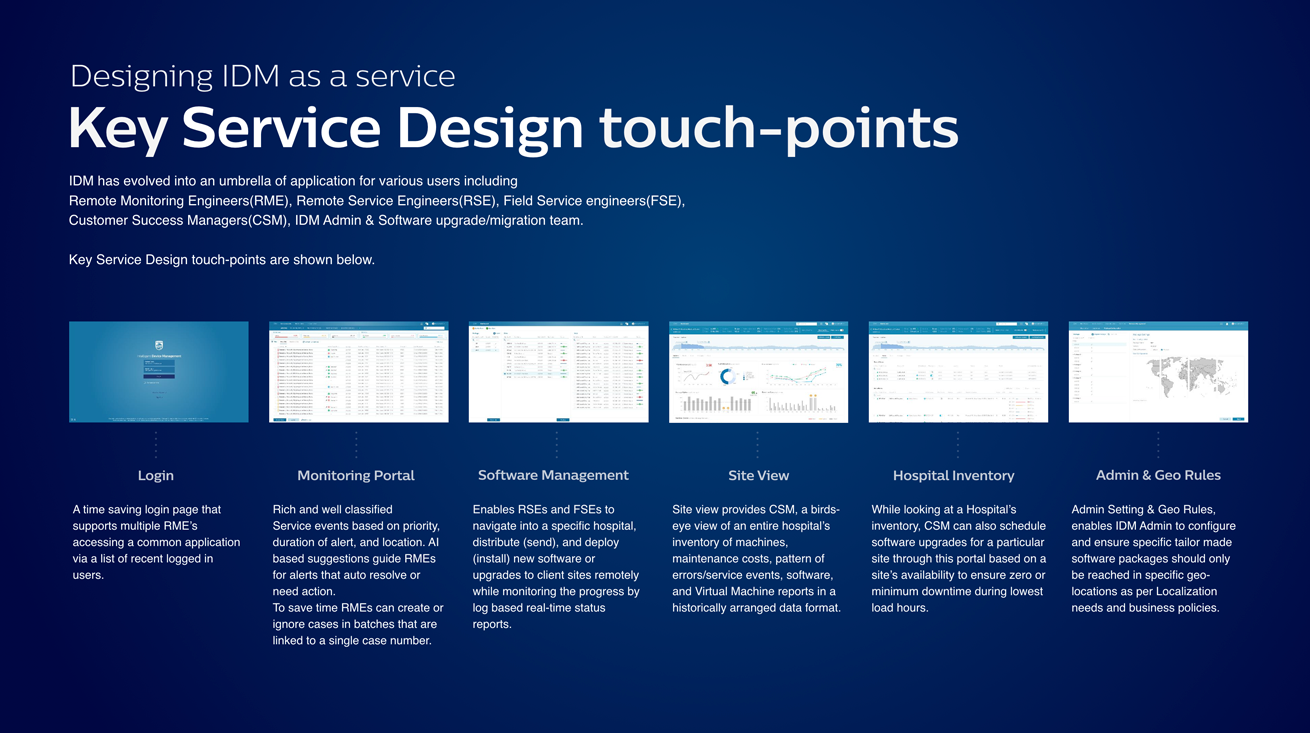 Designing IDM as a service
Key Service Design touch-points
IDM has evolved into an umbrella of application for various users including
Remote Monitoring Engineers(RME), Remote Service Engineers(RSE), Field Service engineers(FSE),
Customer Success Managers(CSM), IDM Admin & Software upgrade/migration team.
Key Service Design touch-points are shown below.
Login
A time saving login page that
supports multiple RME's
accessing a common application
via a list of recent logged in
users.
Monitoring Portal
Rich and well classified
Service events based on priority,
duration of alert, and location. AI
based suggestions guide RMEs
for alerts that auto resolve or
need action.
To save time RMEs can create or
ignore cases in batches that are
linked to a single case number.
Software Management
Enables RSEs and FSEs to
navigate into a specific hospital,
distribute (send), and deploy
(install) new software or
upgrades to client sites remotely
while monitoring the progress by
log based real-time status
reports.
Site View
Site view provides CSM, a birds-
eye view of an entire hospital's
inventory of machines,
maintenance costs, pattern of
errors/service events, software,
and Virtual Machine reports in a
historically arranged data format.
Hospital Inventory
While looking at a Hospital's
inventory, CSM can also schedule
software upgrades for a particular
site through this portal based on a
site's availability to ensure zero or
minimum downtime during lowest
load hours.
Admin & Geo Rules
Admin Setting & Geo Rules,
enables IDM Admin to configure
and ensure specific tailor made
software packages should only
be reached in specific geo-
locations as per Localization
needs and business policies.